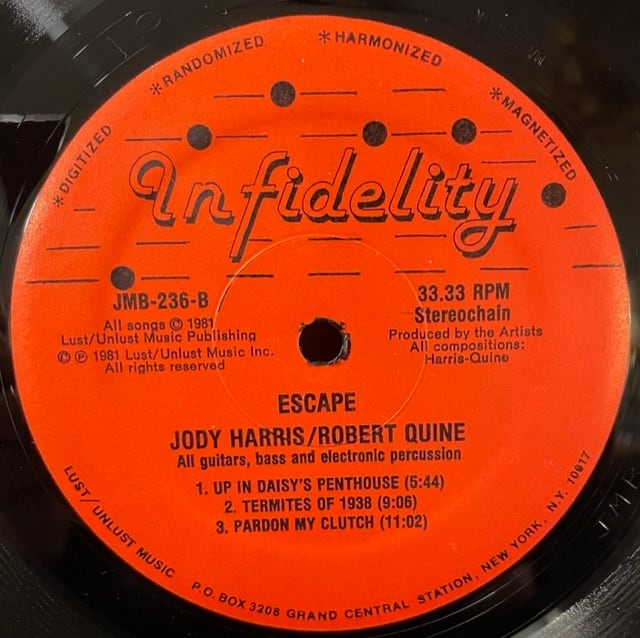 *DIGITIZED
*RANDOMIZED
*HARMONIZED
*MAGNETIZED
Infidelity
JMB-236-B
All songs © 1981
Lust/Unlust Music Publishing
© ℗ 1981 Lust/Unlust Music Inc.
All rights reserved
33.33 RPM
Stereochain
Produced by the Artists
All compositions:
Harris-Quine
ESCAPE
JODY HARRIS/ROBERT QUINE
All guitars, bass and electronic percussion
1. UP IN DAISY'S PENTHOUSE (5:44)
2. TERMITES OF 1938 (9:06)
3. PARDON MY CLUTCH (11:02)
LUST/UNLUST MUSIC P.O. BOX 3208 GRAND CENTRAL STATION, NEW YORK, N.Y. 10017